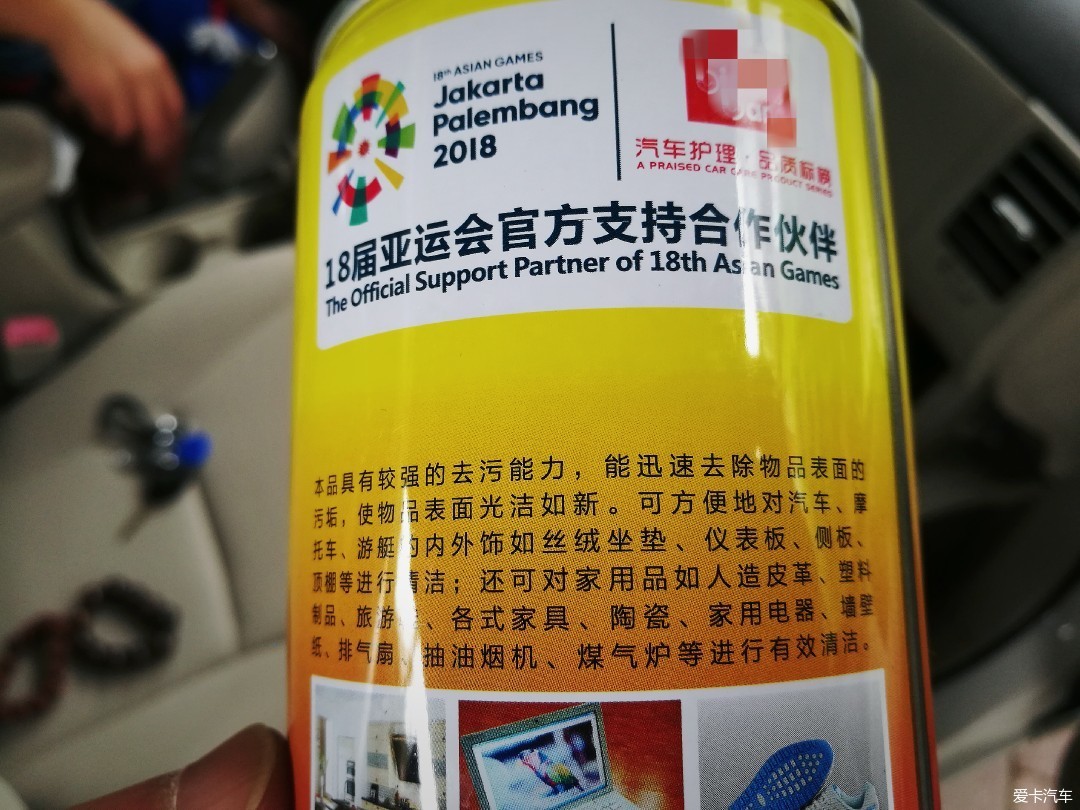 18th ASIAN GAMES
Jakarta
Palembang
2018
汽车护理·品质标榜
A PRAISED CAR CARE PRODUCT SERIES
18届亚运会官方支持合作伙伴
The Official Support Partner of 18th Asian Games
本品具有较强的去污能力，能迅速去除物品表面的
污垢，使物品表面光洁如新。可方便地对汽车、摩
托车、游艇的内外饰如丝绒坐垫、仪表板、侧板、
顶棚等进行清洁；还可对家用品如人造皮革、塑料
制品、旅游 、各式家具、陶瓷、家用电器、墙壁
纸、排气扇、抽油烟机、煤气炉等进行有效清洁。
爱卡汽车